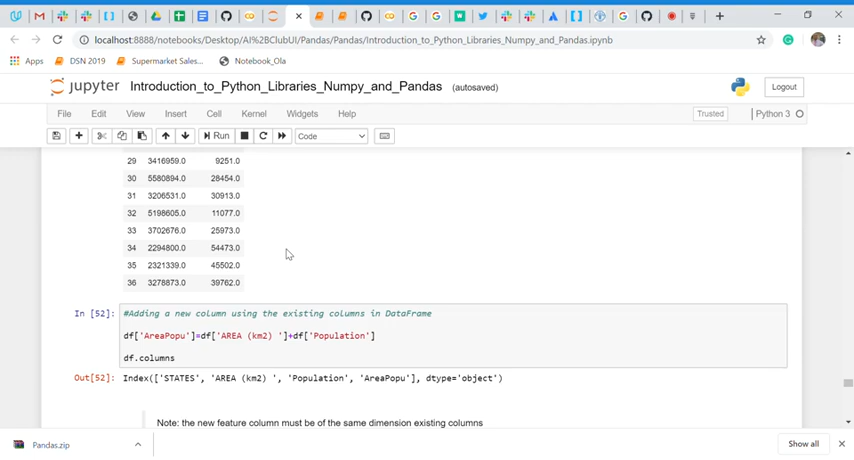 localhost:8888/notebooks/Desktop/AI%2BClubUI/Pandas/Pandas/Introduction_to_Python_Libraries_Numpy_and_Pandas.ipynb
Apps DSN 2019 Supermarket Sales... Notebook_Ola
jupyter Introduction_to_Python_Libraries_Numpy_and_Pandas (autosaved) Logout
File Edit View Insert Cell Kernel Widgets Help Trusted Python 3
Run Code
29 3416959.0 9251.0
30 5580894.0 28454.0
31 3206531.0 30913.0
32 5198605.0 11077.0
33 3702676.0 25973.0
34 2294800.0 54473.0
35 2321339.0 45502.0
36 3278873.0 39762.0
In [52]: #Adding a new column using the existing columns in DataFrame
df['AreaPopu']=df['AREA (km2) ']+df['Population']
df.columns
Out[52]: Index(['STATES', 'AREA (km2) ', 'Population', 'AreaPopu'], dtype='object')
Note: the new feature column must be of the same dimension existing columns
Pandas.zip Show all